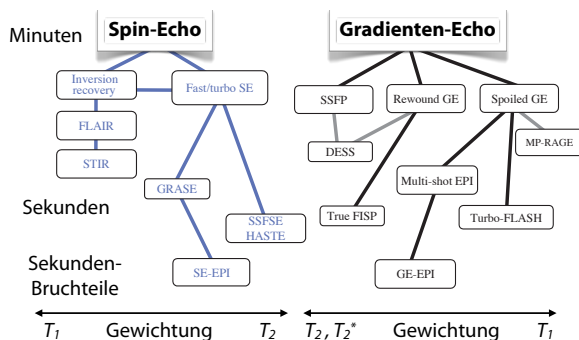 Minuten
Spin-Echo
Gradienten-Echo
Inversion
recovery
Fast/turbo SE
SSFP
Rewound GE
Spoiled GE
FLAIR
DESS
MP-RAGE
STIR
GRASE
Multi-shot EPI
Sekunden
SSFSE
HASTE
True FISP
Turbo-FLASH
Sekunden-
Bruchteile
SE-EPI
GE-EPI
T₁ Gewichtung T₂
T₂ , T₂* Gewichtung T₁